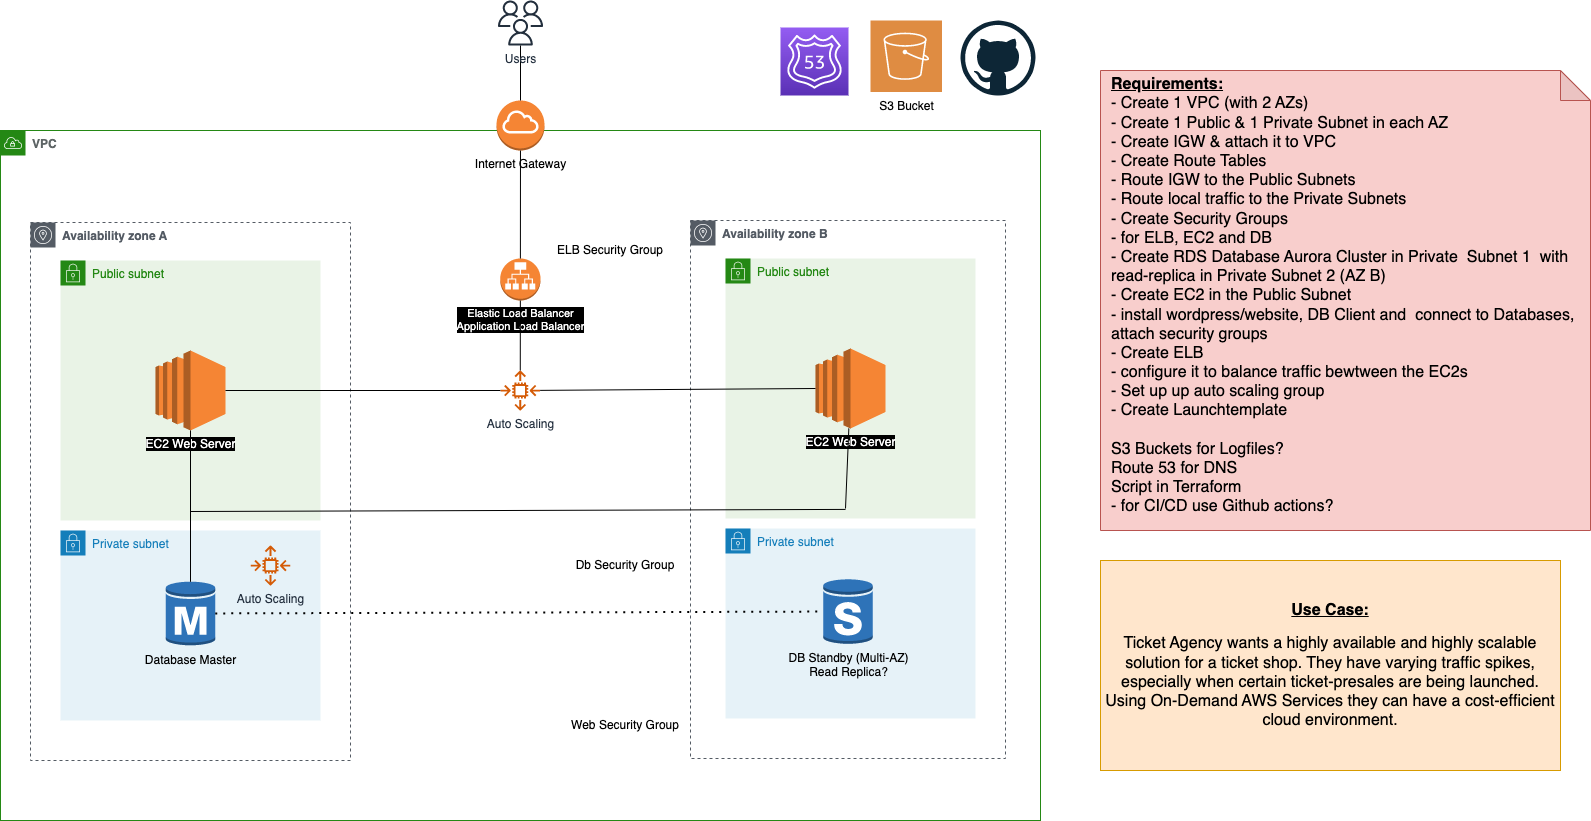 Users
53
S3 Bucket
Internet Gateway
VPC
Availability zone A
Public subnet
EC2 Web Server
Private subnet
Auto Scaling
M
Database Master
ELB Security Group
Elastic Load Balancer
Application Load Balancer
Auto Scaling
Db Security Group
Web Security Group
Availability zone B
Public subnet
EC2 Web Server
Private subnet
S
DB Standby (Multi-AZ)
Read Replica?
Requirements:
- Create 1 VPC (with 2 AZs)
- Create 1 Public & 1 Private Subnet in each AZ
- Create IGW & attach it to VPC
- Create Route Tables
- Route IGW to the Public Subnets
- Route local traffic to the Private Subnets
- Create Security Groups
- for ELB, EC2 and DB
- Create RDS Database Aurora Cluster in Private Subnet 1 with
read-replica in Private Subnet 2 (AZ B)
- Create EC2 in the Public Subnet
- install wordpress/website, DB Client and connect to Databases,
attach security groups
- Create ELB
- configure it to balance traffic bewtween the EC2s
- Set up up auto scaling group
- Create Launchtemplate
S3 Buckets for Logfiles?
Route 53 for DNS
Script in Terraform
- for CI/CD use Github actions?
Use Case:
Ticket Agency wants a highly available and highly scalable
solution for a ticket shop. They have varying traffic spikes,
especially when certain ticket-presales are being launched.
Using On-Demand AWS Services they can have a cost-efficient
cloud environment.